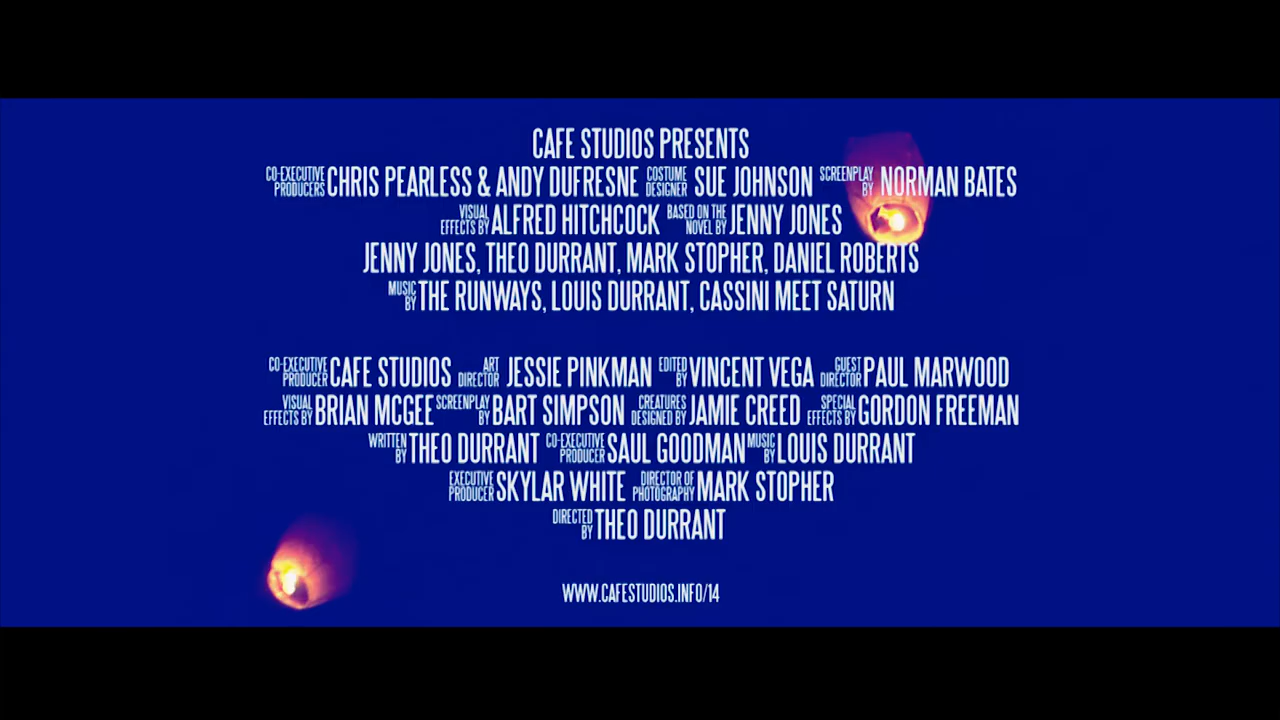 CAFE STUDIOS PRESENTS
CO-EXECUTIVE PRODUCERS CHRIS PEARLESS & ANDY DUFRESNE COSTUME DESIGNER SUE JOHNSON SCREENPLAY BY NORMAN BATES
VISUAL EFFECTS BY ALFRED HITCHCOCK BASED ON THE NOVEL BY JENNY JONES
JENNY JONES, THEO DURRANT, MARK STOPHER, DANIEL ROBERTS
MUSIC BY THE RUNWAYS, LOUIS DURRANT, CASSINI MEET SATURN
CO-EXECUTIVE PRODUCER CAFE STUDIOS ART DIRECTOR JESSIE PINKMAN EDITED BY VINCENT VEGA GUEST DIRECTOR PAUL MARWOOD
VISUAL EFFECTS BY BRIAN MCGEE SCREENPLAY BY BART SIMPSON CREATURES DESIGNED BY JAMIE CREED SPECIAL EFFECTS BY GORDON FREEMAN
WRITTEN BY THEO DURRANT CO-EXECUTIVE PRODUCER SAUL GOODMAN MUSIC BY LOUIS DURRANT
EXECUTIVE PRODUCER SKYLAR WHITE DIRECTOR OF PHOTOGRAPHY MARK STOPHER
DIRECTED BY THEO DURRANT
WWW.CAFESTUDIOS.INFO/14